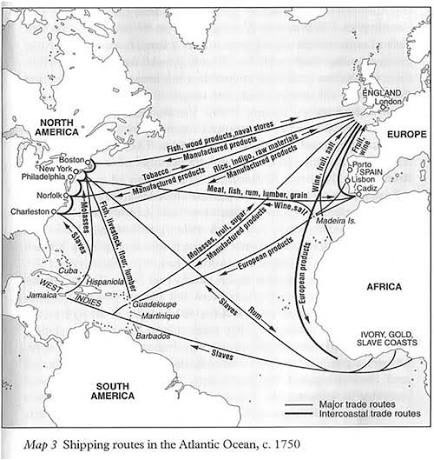 NORTH
AMERICA
ENGLAND
London
EUROPE
Boston
New York
Philadelphia
Norfolk
Charleston
Fish, wood products, naval stores
Manufactured products
Tobacco
Manufactured products
Rice, indigo, raw materials
Manufactured products
Meat, fish, rum, lumber, grain
Wine, salt
Wine, fruit, salt
Fruit,
wine
Porto
SPAIN
Lisbon
Cadiz
Madeira Is.
Molasses
Fish, livestock, flour, lumber
Molasses, fruit, sugar
Manufactured products
European products
European products
Slaves
Cuba
Hispaniola
WEST
INDIES
Jamaica
Guadeloupe
Martinique
Barbados
Slaves
Rum
Slaves
AFRICA
IVORY, GOLD,
SLAVE COASTS
SOUTH
AMERICA
Major trade routes
Intercoastal trade routes
Map 3 Shipping routes in the Atlantic Ocean, c. 1750